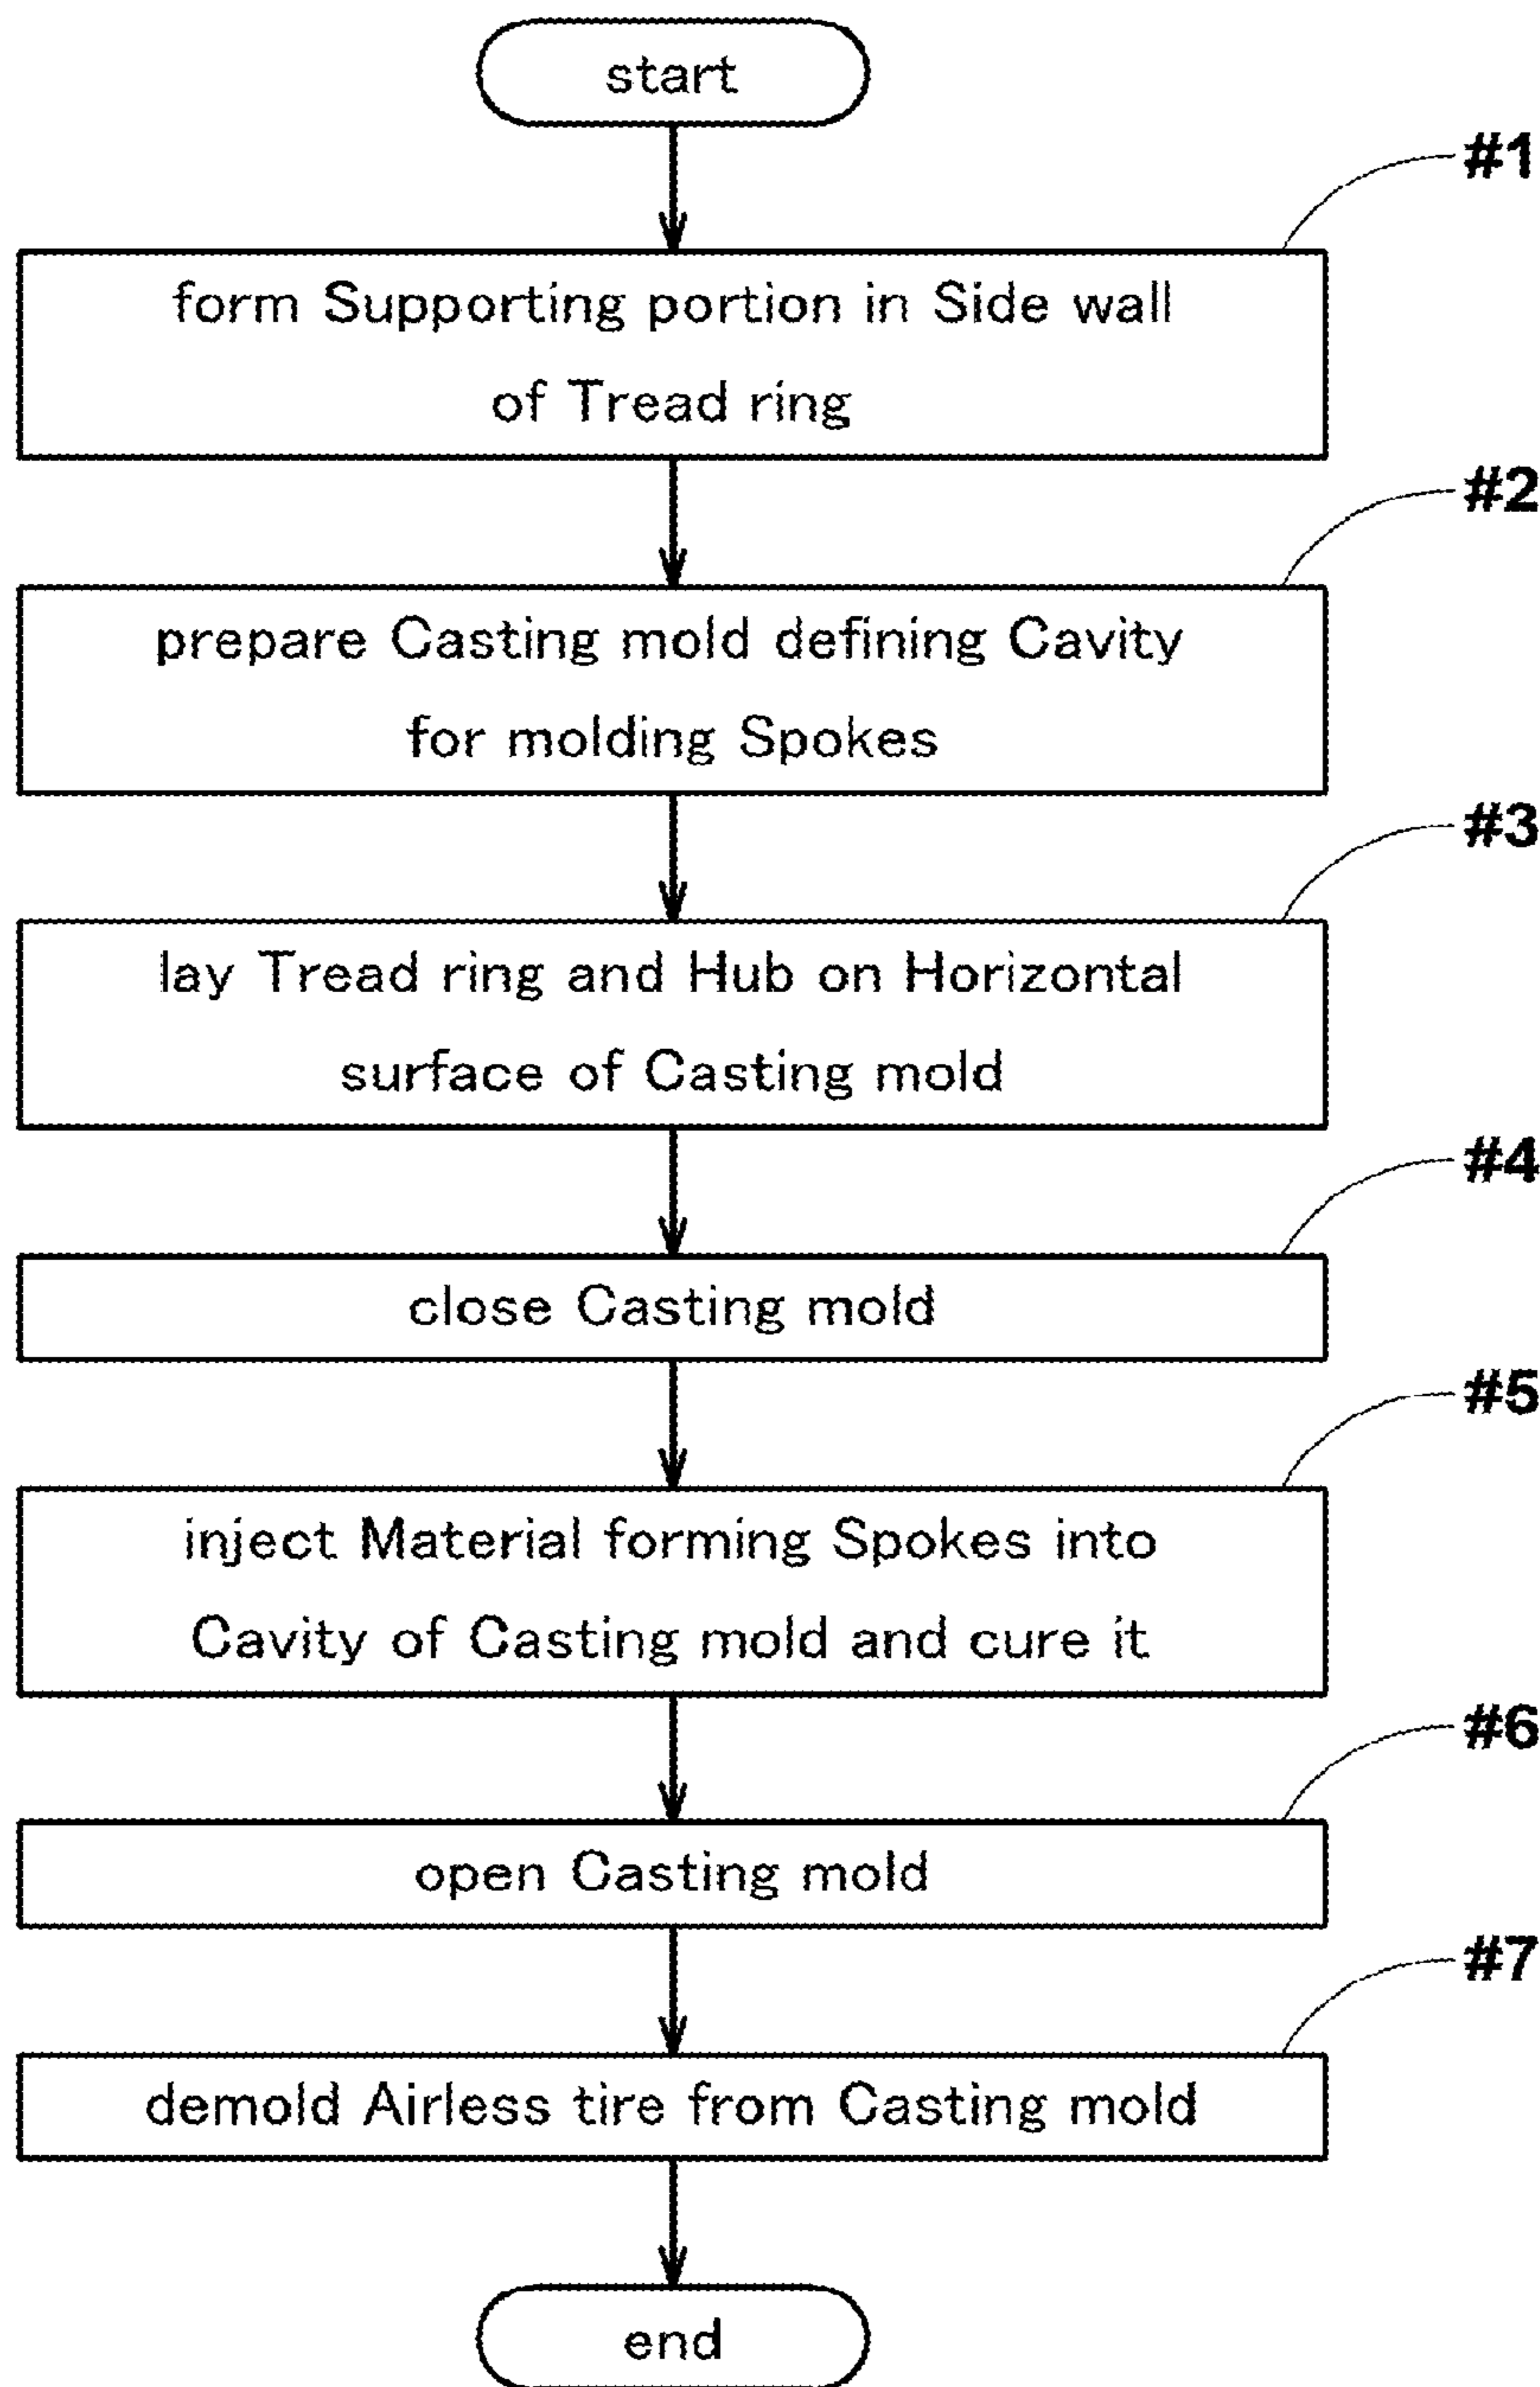 start
#1
form Supporting portion in Side wall
of Tread ring
#2
prepare Casting mold defining Cavity
for molding Spokes
#3
lay Tread ring and Hub on Horizontal
surface of Casting mold
#4
close Casting mold
#5
inject Material forming Spokes into
Cavity of Casting mold and cure it
#6
open Casting mold
#7
demold Airless tire from Casting mold
end